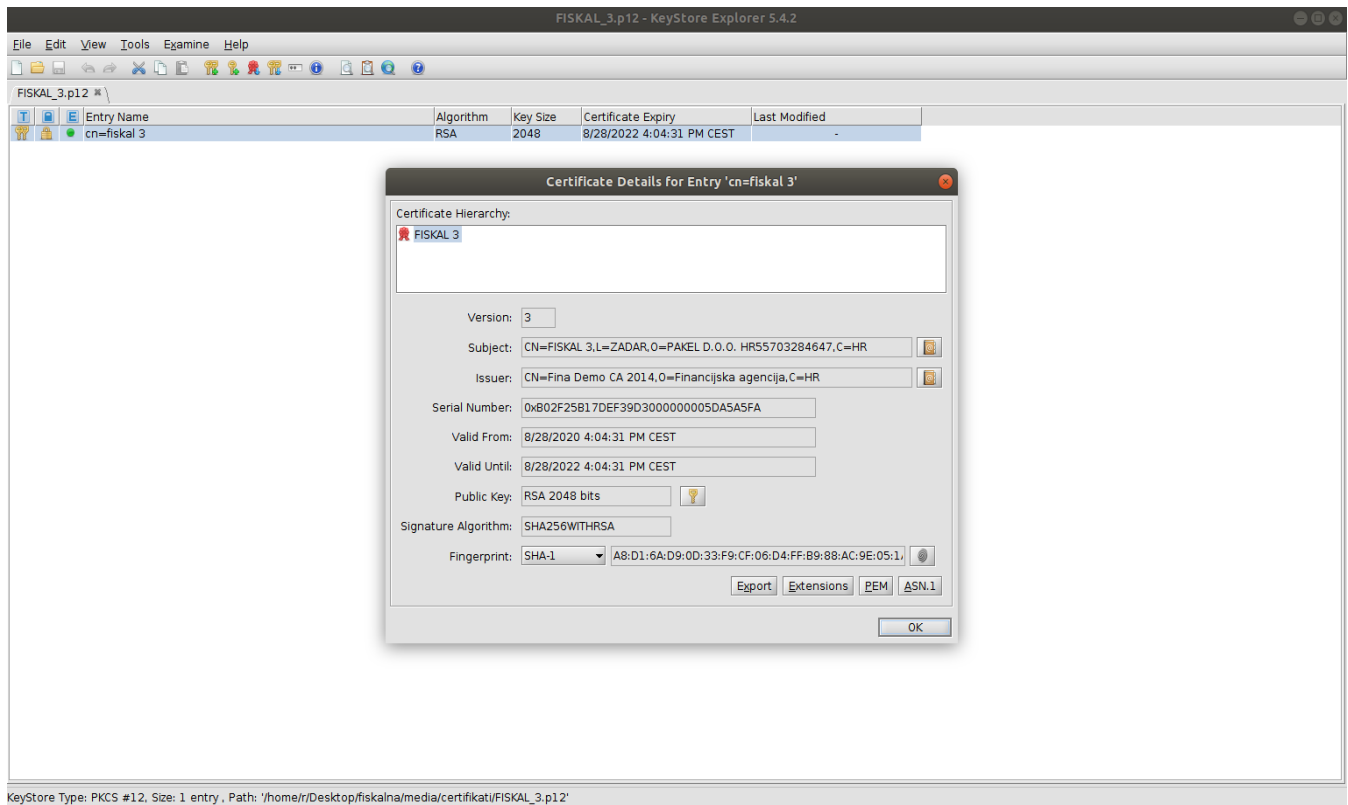 FISKAL_3.p12 - KeyStore Explorer 5.4.2
File Edit View Tools Examine Help
FISKAL_3.p12
T E Entry Name Algorithm Key Size Certificate Expiry Last Modified
cn=fiskal 3 RSA 2048 8/28/2022 4:04:31 PM CEST -
Certificate Details for Entry 'cn=fiskal 3'
Certificate Hierarchy:
FISKAL 3
Version: 3
Subject: CN=FISKAL 3,L=ZADAR,O=PAKEL D.O.O. HR55703284647,C=HR
Issuer: CN=Fina Demo CA 2014,O=Financijska agencija,C=HR
Serial Number: 0xB02F25B17DEF39D3000000005DA5A5FA
Valid From: 8/28/2020 4:04:31 PM CEST
Valid Until: 8/28/2022 4:04:31 PM CEST
Public Key: RSA 2048 bits
Signature Algorithm: SHA256WITHRSA
Fingerprint: SHA-1 A8:D1:6A:D9:0D:33:F9:CF:06:D4:FF:B9:88:AC:9E:05:1
Export Extensions PEM ASN.1
OK
KeyStore Type: PKCS #12, Size: 1 entry , Path: '/home/r/Desktop/fiskalna/media/certifikati/FISKAL_3.p12'